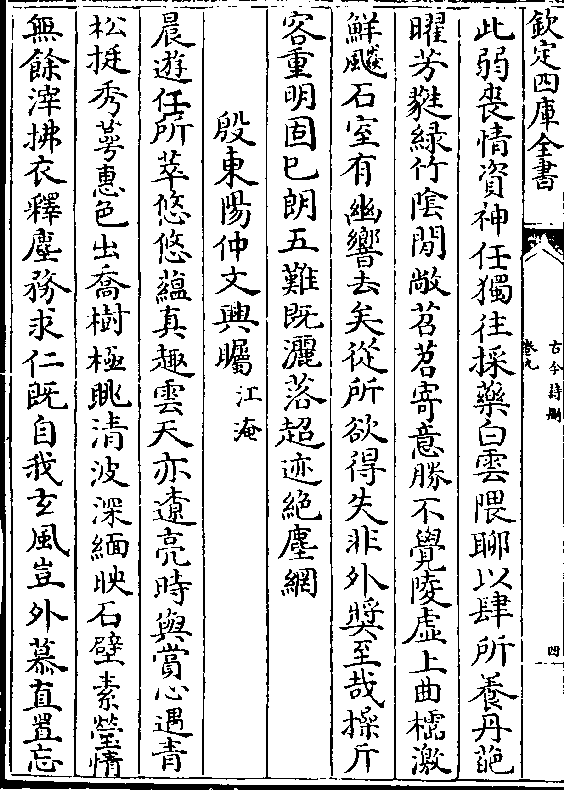 欽定四庫全書
古今詩刪
卷九
四
此弱喪情資神任獨往採藥白雲隈聊以肆所養丹葩
曜芳蕤緑竹陰閒敞苕苕寄意勝不覺陵虛上曲櫺激
鮮飈石室有幽響去矣從所欲得失非外奬至哉操斤
客重明固已朗五難既灑落超迹絶塵網
殷東陽仲文興矚 江淹
晨遊任所萃悠悠蘊真趣雲天亦遼亮時與賞心遇青
松挺秀萼惠色出喬樹極眺清波深緬映石壁素瑩情
無餘滓拂衣釋塵務求仁既自我玄風豈外慕直置忘